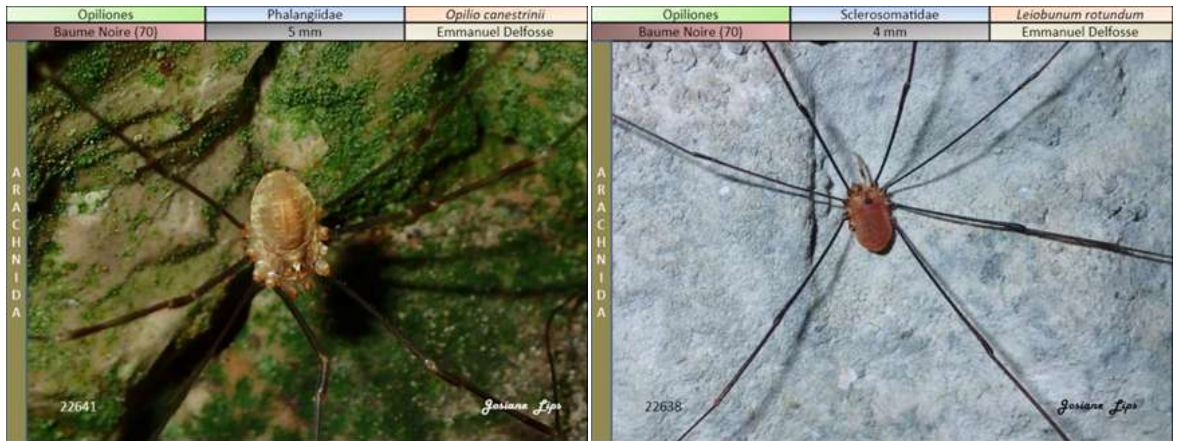 Opiliones Phalangiidae Opilio canestrinii
Baume Noire (70) 5 mm Emmanuel Delfosse
ARACHNIDA
22641 Josiane Lips
Opiliones Sclerosomatidae Leiobunum rotundum
Baume Noire (70) 4 mm Emmanuel Delfosse
ARACHNIDA
22638 Josiane Lips